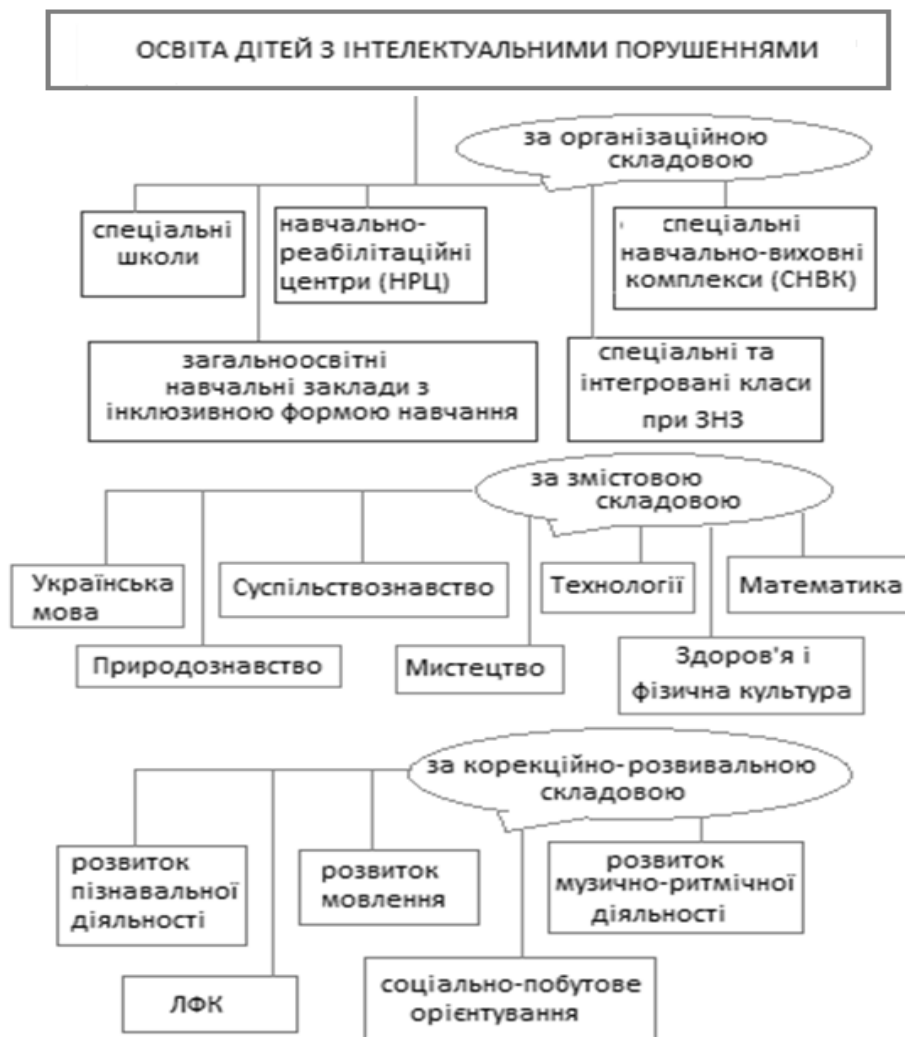 ОСВІТА ДІТЕЙ З ІНТЕЛЕКТУАЛЬНИМИ ПОРУШЕННЯМИ
за організаційною
складовою
спеціальні
школи
навчально-
реабілітаційні
центри (НРЦ)
спеціальні
навчально-виховні
комплекси (СНВК)
загальноосвітні
навчальні заклади з
інклюзивною формою навчання
спеціальні та
інтегровані класи
при ЗНЗ
за змістовою
складовою
Українська
мова
Суспільствознавство
Технології
Математика
Природознавство
Мистецтво
Здоров'я і
фізична культура
за корекційно-розвивальною
складовою
розвиток
пізнавальної
діяльності
розвиток
мовлення
розвиток
музично-ритмічної
діяльності
ЛФК
соціально-побутове
орієнтування